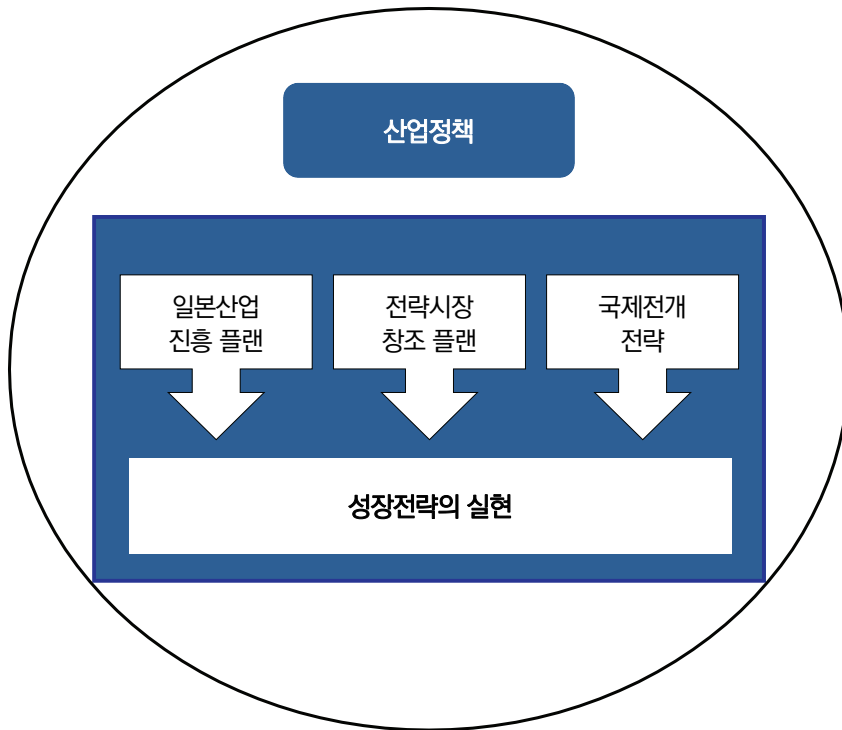 산업정책
일본산업
진흥 플랜
전략시장
창조 플랜
국제전개
전략
성장전략의 실현